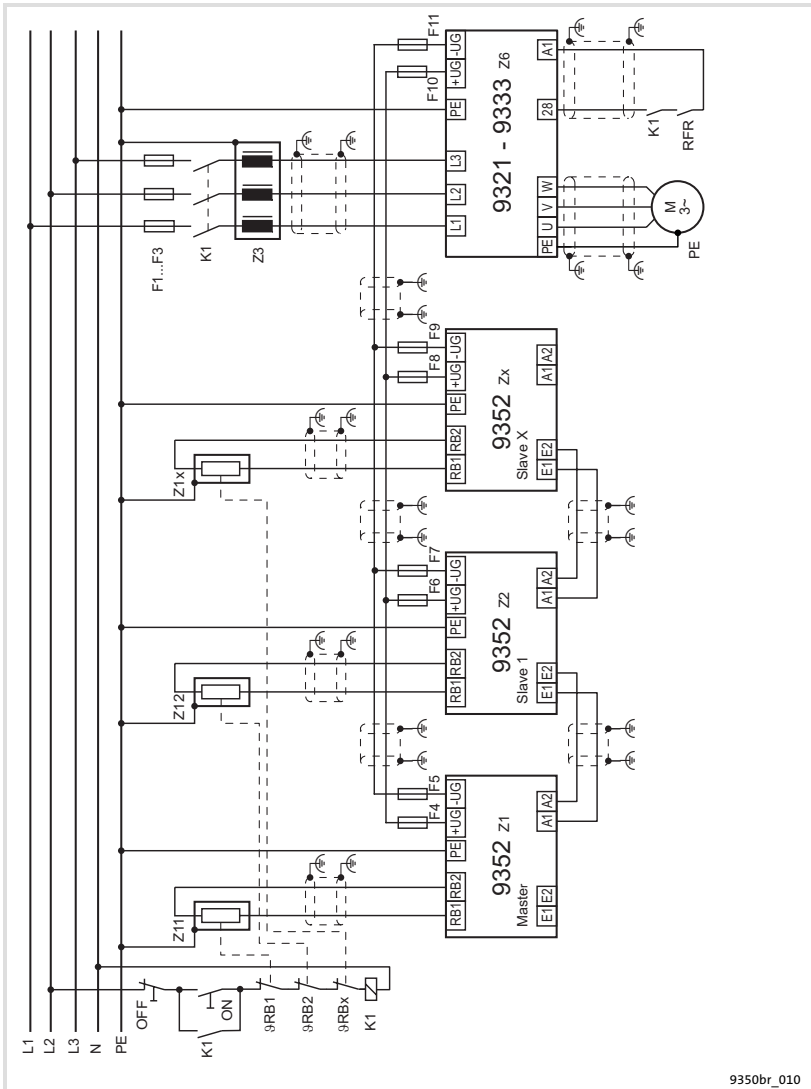 L1
L2
L3
N
PE
F1...F3
K1
Z3
L1
L2
L3
PE
+UG
-UG
F10
F11
9321 - 9333 Z6
PE
U
V
W
28
A1
M
3~
PE
K1
RFR
Z1x
RB1
RB2
PE
+UG
-UG
F8
F9
9352 Zx
Slave X
E1
E2
A1
A2
Z12
RB1
RB2
PE
+UG
-UG
F6
F7
9352 Z2
Slave 1
E1
E2
A1
A2
Z11
RB1
RB2
PE
+UG
-UG
F4
F5
9352 Z1
Master
E1
E2
A1
A2
OFF
K1
ON
ϑRB1
ϑRB2
ϑRBx
K1
9350br_010